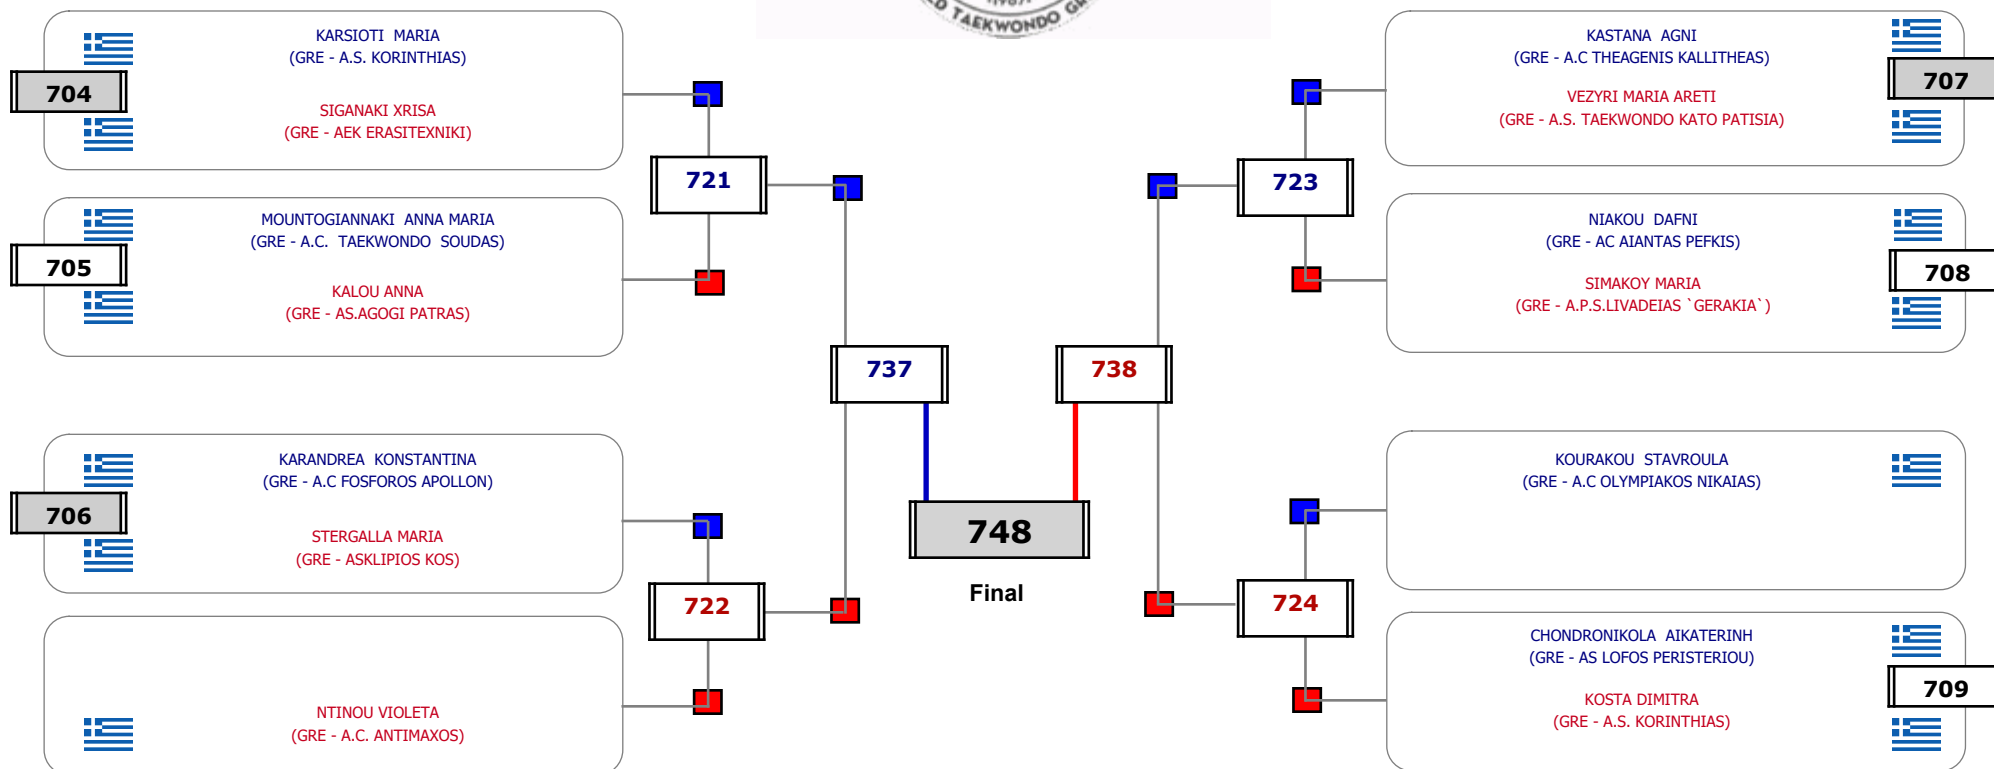 TAEKWONDO
KARSIOTI MARIA
(GRE - A.S. KORINTHIAS)
704
SIGANAKI XRISA
(GRE - AEK ERASITEXNIKI)
721
MOUNTOGIANNAKI ANNA MARIA
(GRE - A.C. TAEKWONDO SOUDAS)
705
KALOU ANNA
(GRE - AS.AGOGI PATRAS)
737
KARANDREA KONSTANTINA
(GRE - A.C FOSFOROS APOLLON)
706
STERGALLA MARIA
(GRE - ASKLIPIOS KOS)
722
NTINOU VIOLETA
(GRE - A.C. ANTIMAXOS)
748
Final
KASTANA AGNI
(GRE - A.C THEAGENIS KALLITHEAS)
707
VEZYRI MARIA ARETI
(GRE - A.S. TAEKWONDO KATO PATISIA)
723
NIAKOU DAFNI
(GRE - AC AIANTAS PEFKIS)
708
SIMAKOY MARIA
(GRE - A.P.S.LIVADEIAS `GERAKIA`)
738
KOURAKOU STAVROULA
(GRE - A.C OLYMPIAKOS NIKAIAS)
724
CHONDRONIKOLA AIKATERINH
(GRE - AS LOFOS PERISTERIOU)
709
KOSTA DIMITRA
(GRE - A.S. KORINTHIAS)